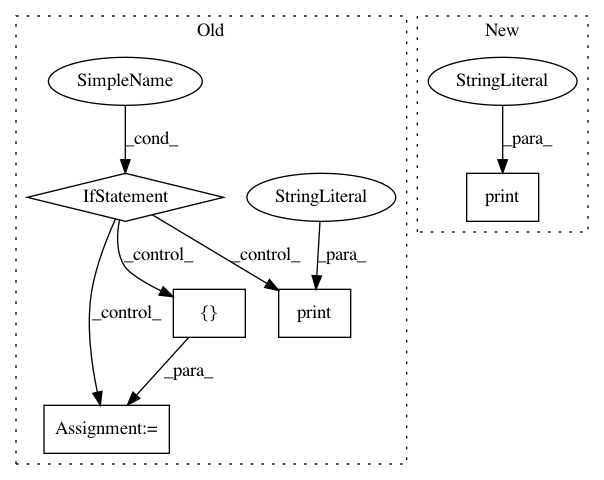 Old
New
SimpleName
StringLiteral
_cond_
_para_
IfStatement
StringLiteral
print
_control_
_control_
_para_
_control_
{}
print
_para_
Assignment:=